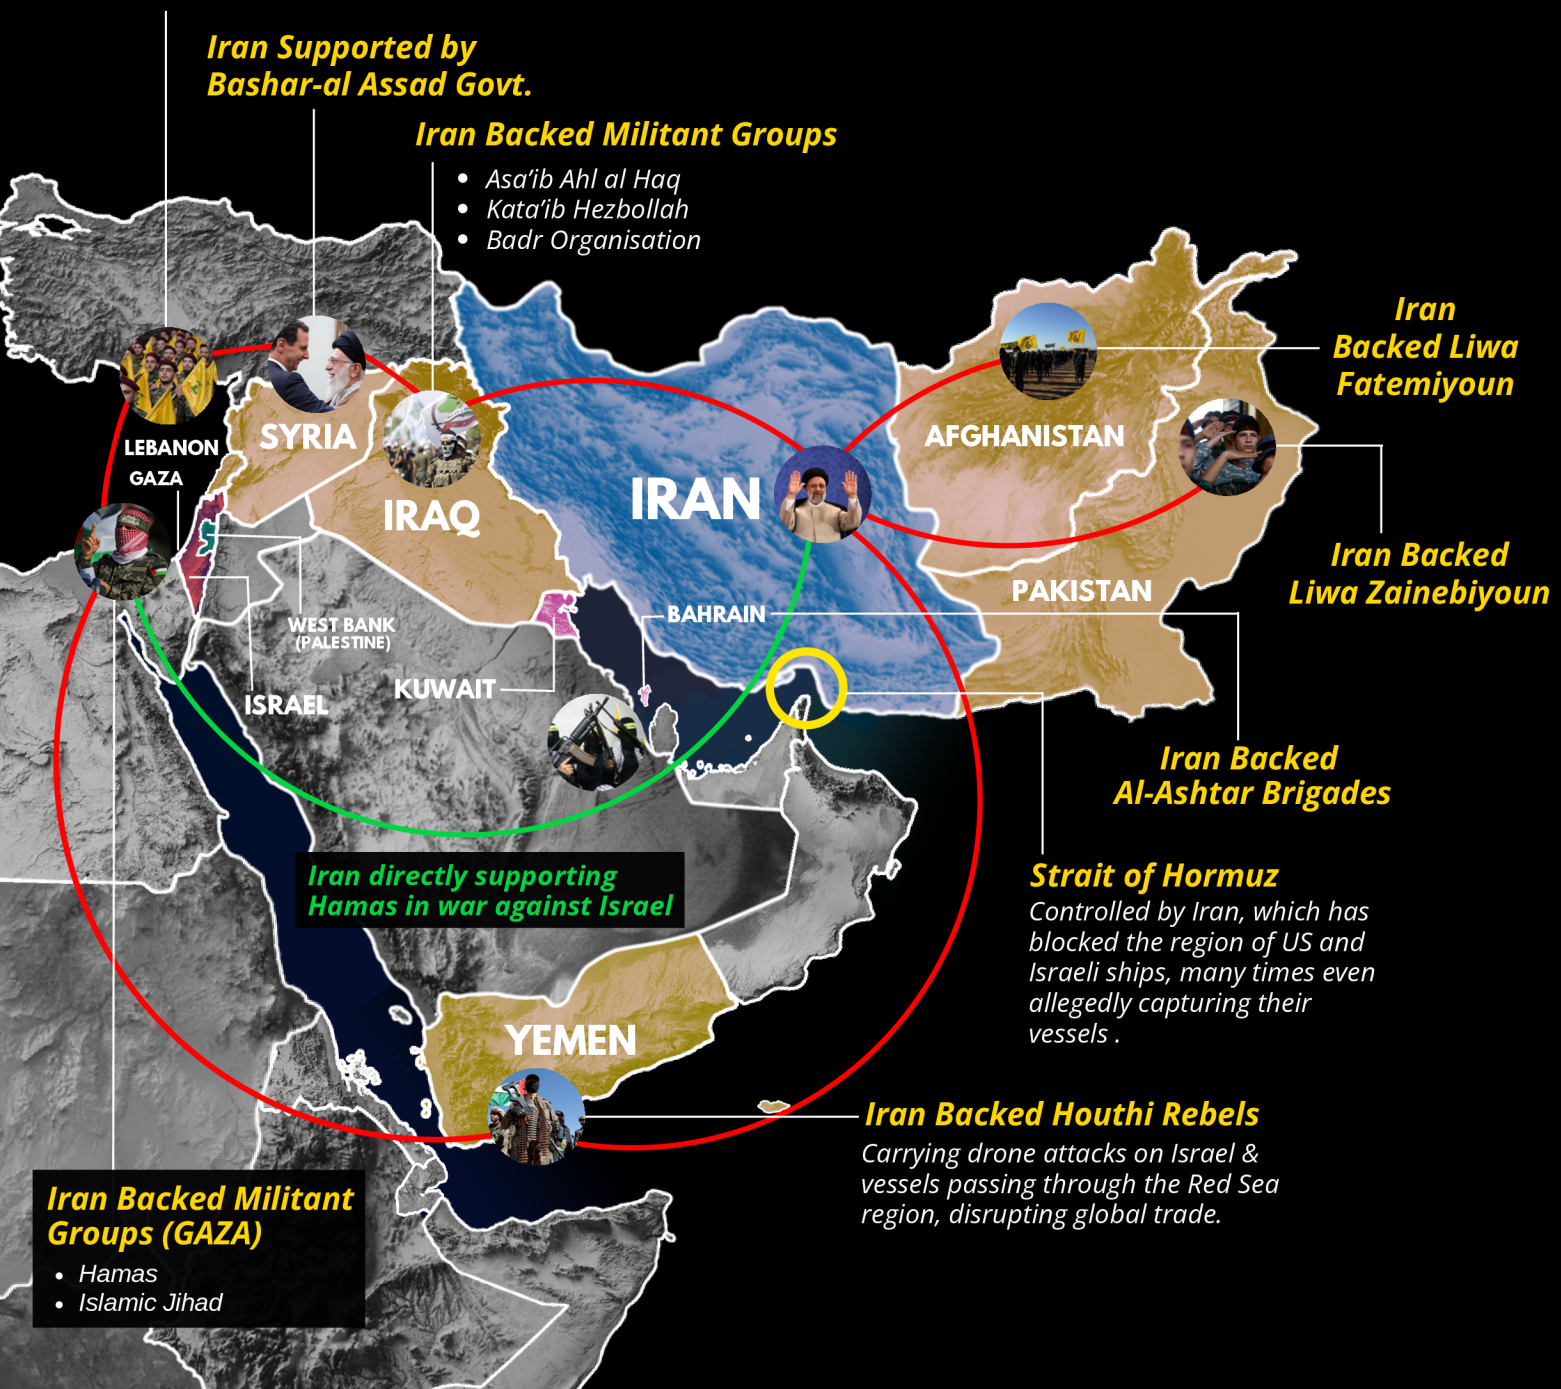 Iran Supported by
Bashar-al Assad Govt.
Iran Backed Militant Groups
• Asa’ib Ahl al Haq
• Kata’ib Hezbollah
• Badr Organisation
Iran
Backed Liwa
Fatemiyoun
LEBANON
SYRIA
AFGHANISTAN
GAZA
IRAN
IRAQ
Iran Backed
Liwa Zainebiyoun
PAKISTAN
BAHRAIN
WEST BANK
(PALESTINE)
KUWAIT
ISRAEL
Iran Backed
Al-Ashtar Brigades
Iran directly supporting
Hamas in war against Israel
Strait of Hormuz
Controlled by Iran, which has
blocked the region of US and
Israeli ships, many times even
allegedly capturing their
vessels .
YEMEN
Iran Backed Houthi Rebels
Carrying drone attacks on Israel &
vessels passing through the Red Sea
region, disrupting global trade.
Iran Backed Militant
Groups (GAZA)
• Hamas
• Islamic Jihad